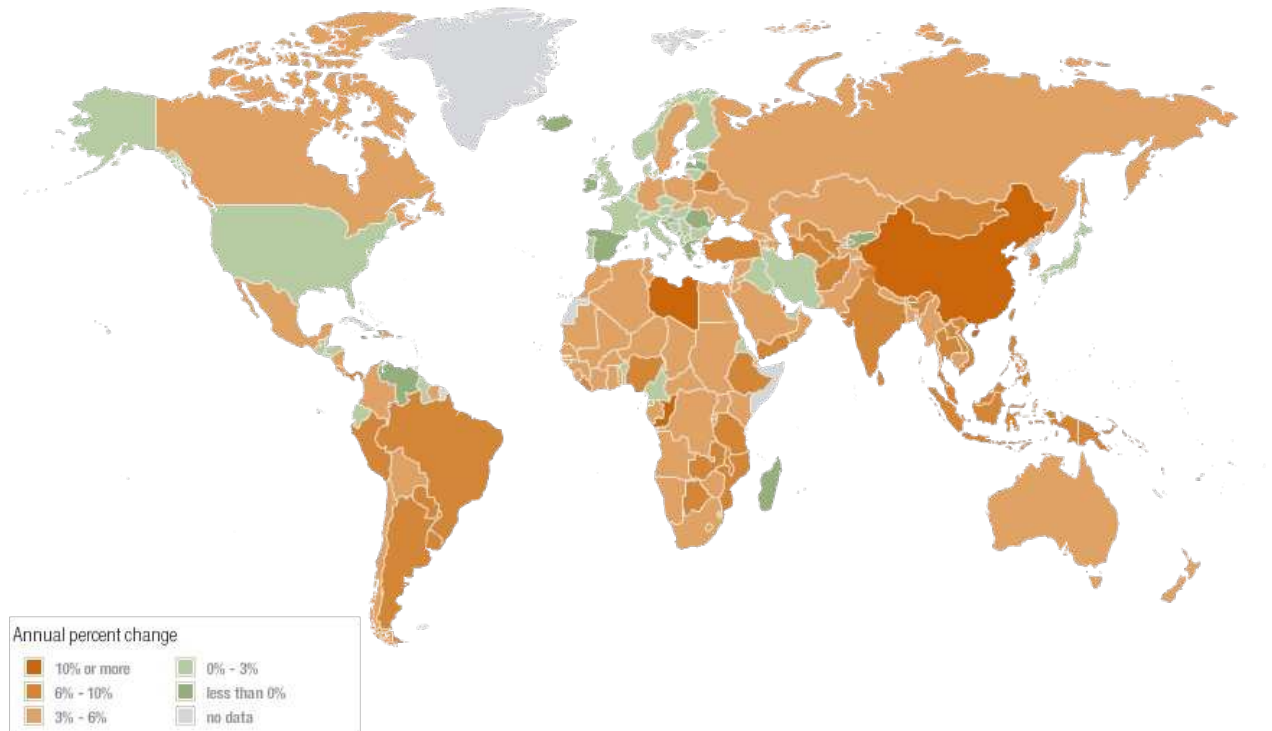 Annual percent change
10% or more
6% - 10%
3% - 6%
0% - 3%
less than 0%
no data